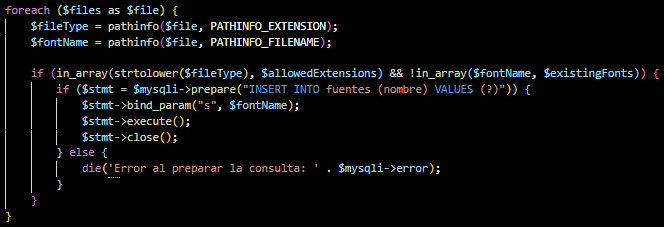 foreach ($files as $file) {
    $fileType = pathinfo($file, PATHINFO_EXTENSION);
    $fontName = pathinfo($file, PATHINFO_FILENAME);

    if (in_array(strtolower($fileType), $allowedExtensions) && !in_array($fontName, $existingFonts)) {
        if ($stmt = $mysqli->prepare("INSERT INTO fuentes (nombre) VALUES (?)")) {
            $stmt->bind_param("s", $fontName);
            $stmt->execute();
            $stmt->close();
        } else {
            die('Error al preparar la consulta: ' . $mysqli->error);
        }
    }
}